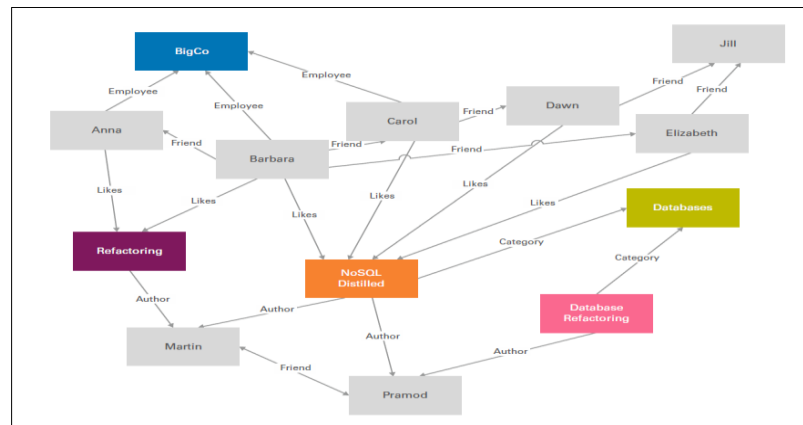 Jill
BigCo
Employee
Employee
Friend
Friend
Employee
Dawn
Carol
Friend
Anna
Elizabeth
Friend
Barbara
Friend
Friend
Likes
Likes
Likes
Likes
Likes
Likes
Databases
Refactoring
Category
Category
NoSQL
Distilled
Author
Author
Database
Refactoring
Martin
Author
Author
Friend
Pramod